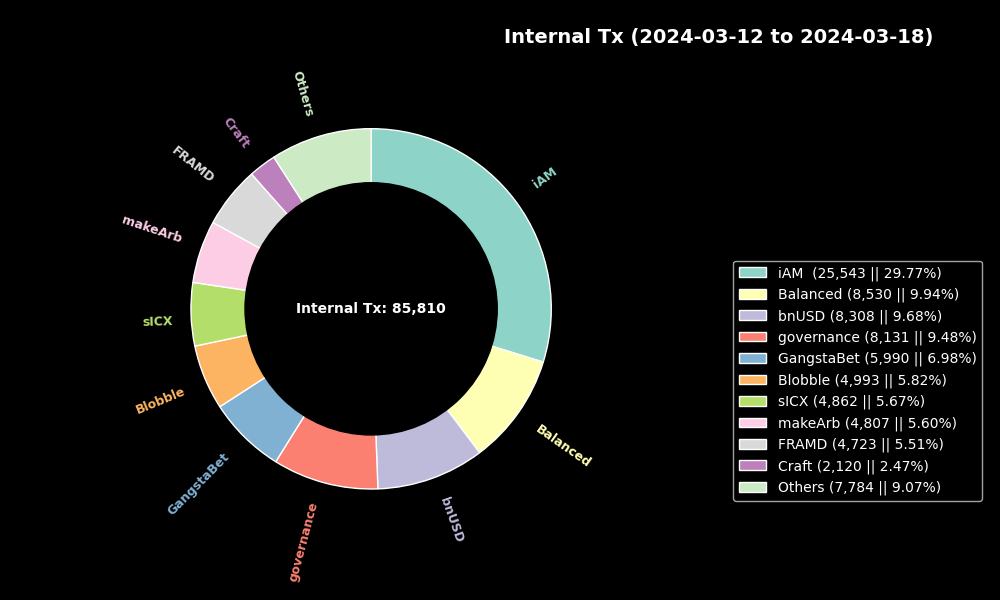 Internal Tx (2024-03-12 to 2024-03-18)
Others
Craft
iAM
FRAMD
makeArb
sICX
Internal Tx: 85,810
Blobble
Balanced
GangstaBet
bnUSD
governance
iAM  (25,543 || 29.77%)
Balanced (8,530 || 9.94%)
bnUSD (8,308 || 9.68%)
governance (8,131 || 9.48%)
GangstaBet (5,990 || 6.98%)
Blobble (4,993 || 5.82%)
sICX (4,862 || 5.67%)
makeArb (4,807 || 5.60%)
FRAMD (4,723 || 5.51%)
Craft (2,120 || 2.47%)
Others (7,784 || 9.07%)